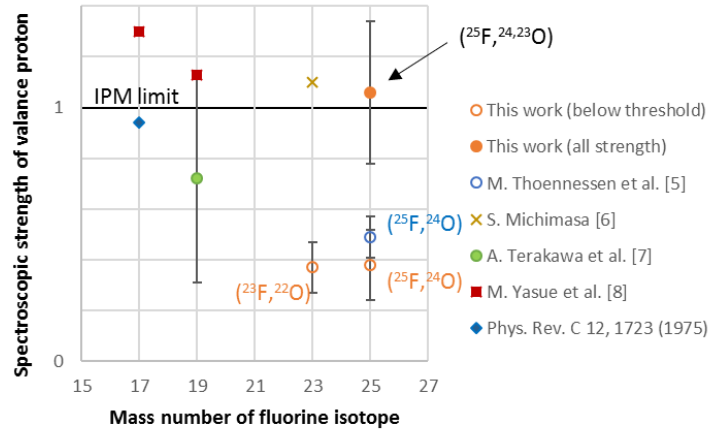 (²⁵F,²⁴,²³O)
IPM limit
1
0
(²⁵F,²⁴O)
(²³F,²²O)
(²⁵F,²⁴O)
15 17 19 21 23 25 27
Mass number of fluorine isotope
Spectroscopic strength of valance proton
This work (below threshold)
This work (all strength)
M. Thoennessen et al. [5]
S. Michimasa [6]
A. Terakawa et al. [7]
M. Yasue et al. [8]
Phys. Rev. C 12, 1723 (1975)